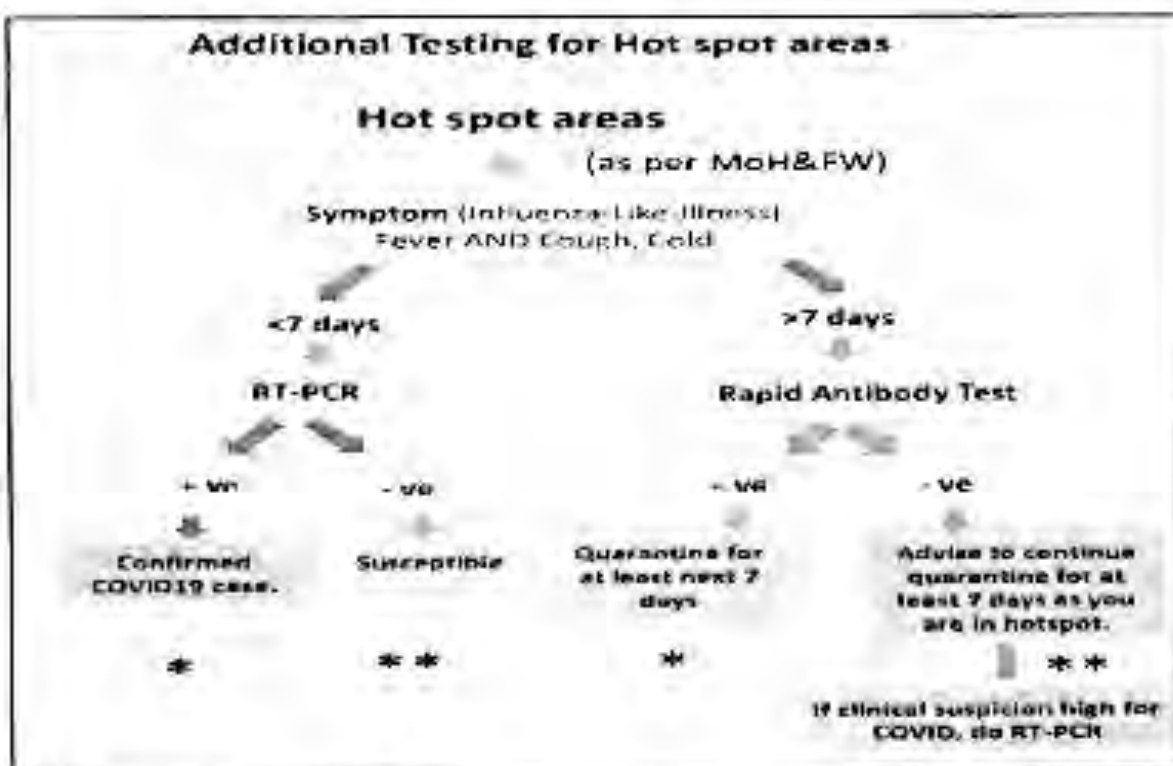 Additional Testing for Hot spot areas
Hot spot areas
(as per MoH&FW)
Symptom (Influenza-Like-Illness)
Fever AND Cough, Cold
<7 days
>7 days
RT-PCR
Rapid Antibody Test
+ ve
- ve
+ ve
- ve
Confirmed
COVID19 case.
Susceptible
Quarantine for
at least next 7
days
Advise to continue
quarantine for at
least 7 days as you
are in hotspot.
*
* *
*
* *
If clinical suspicion high for
COVID, do RT-PCR